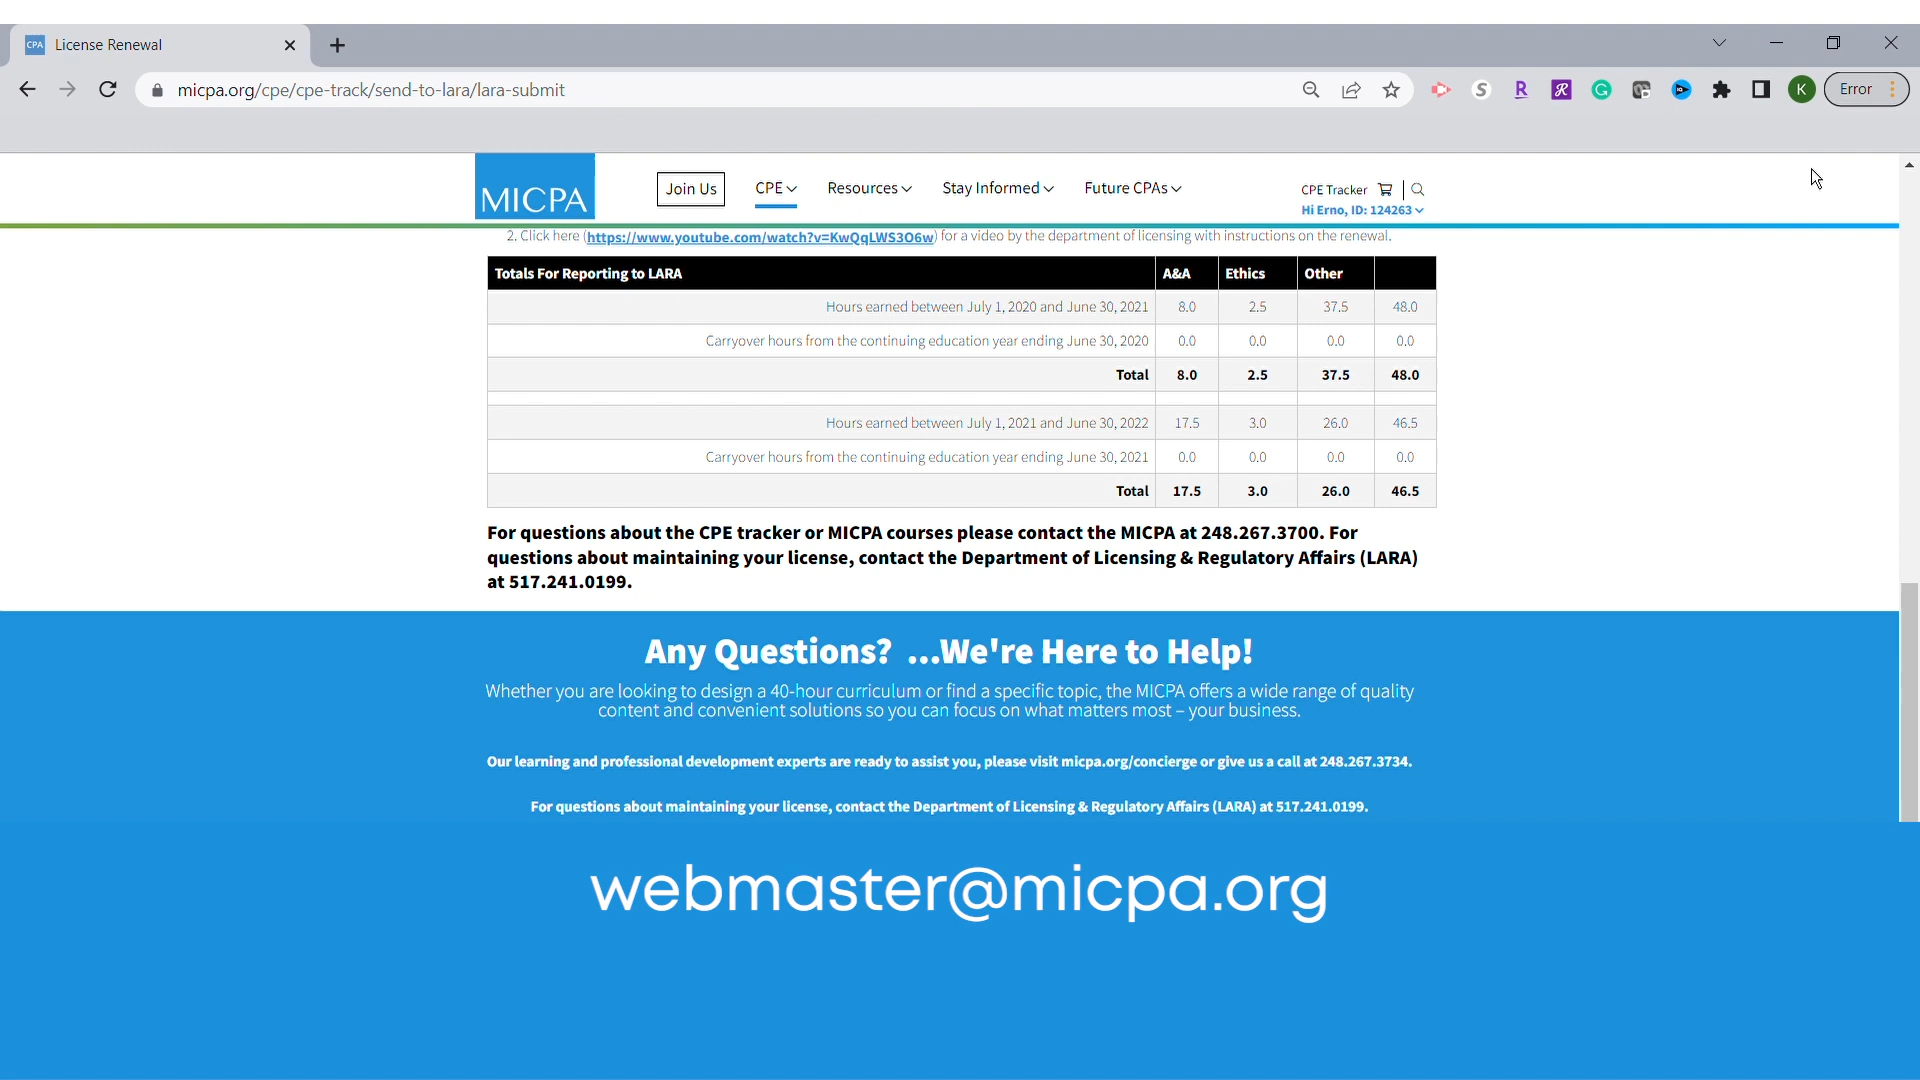 CPA License Renewal
micpa.org/cpe/cpe-track/send-to-lara/lara-submit
K Error
MICPA Join Us CPE Resources Stay Informed Future CPAs CPE Tracker
Hi Erno, ID: 124263
2. Click here (https://www.youtube.com/watch?v=KwQqLWS3O6w) for a video by the department of licensing with instructions on the renewal.
Totals For Reporting to LARA A&A Ethics Other
Hours earned between July 1, 2020 and June 30, 2021 8.0 2.5 37.5 48.0
Carryover hours from the continuing education year ending June 30, 2020 0.0 0.0 0.0 0.0
Total 8.0 2.5 37.5 48.0
Hours earned between July 1, 2021 and June 30, 2022 17.5 3.0 26.0 46.5
Carryover hours from the continuing education year ending June 30, 2021 0.0 0.0 0.0 0.0
Total 17.5 3.0 26.0 46.5
For questions about the CPE tracker or MICPA courses please contact the MICPA at 248.267.3700. For
questions about maintaining your license, contact the Department of Licensing & Regulatory Affairs (LARA)
at 517.241.0199.
Any Questions? ...We're Here to Help!
Whether you are looking to design a 40-hour curriculum or find a specific topic, the MICPA offers a wide range of quality
content and convenient solutions so you can focus on what matters most – your business.
Our learning and professional development experts are ready to assist you, please visit micpa.org/concierge or give us a call at 248.267.3734.
For questions about maintaining your license, contact the Department of Licensing & Regulatory Affairs (LARA) at 517.241.0199.
webmaster@micpa.org